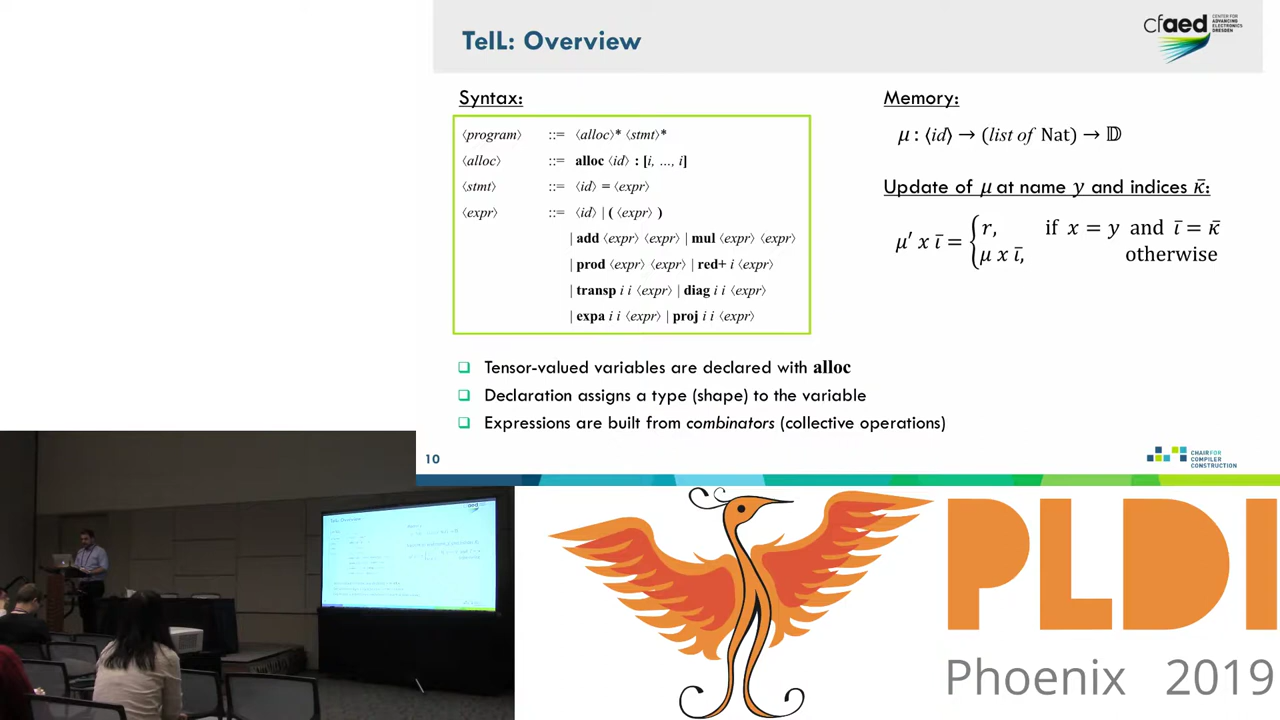 TeIL: Overview
cfaed
CENTER FOR
ADVANCING
ELECTRONICS
DRESDEN
Syntax:
⟨program⟩ ::= ⟨alloc⟩* ⟨stmt⟩*
⟨alloc⟩ ::= alloc ⟨id⟩ : [i, ..., i]
⟨stmt⟩ ::= ⟨id⟩ = ⟨expr⟩
⟨expr⟩ ::= ⟨id⟩ | ( ⟨expr⟩ )
| add ⟨expr⟩ ⟨expr⟩ | mul ⟨expr⟩ ⟨expr⟩
| prod ⟨expr⟩ ⟨expr⟩ | red+ i ⟨expr⟩
| transp i i ⟨expr⟩ | diag i i ⟨expr⟩
| expa i i ⟨expr⟩ | proj i i ⟨expr⟩
Memory:
μ : ⟨id⟩ → (list of Nat) → 𝔻
Update of μ at name y and indices κ̄:
μ′ x ῑ = { r, if x = y and ῑ = κ̄
μ x ῑ, otherwise
❑ Tensor-valued variables are declared with alloc
❑ Declaration assigns a type (shape) to the variable
❑ Expressions are built from combinators (collective operations)
10
CHAIR FOR
COMPILER
CONSTRUCTION
TeIL: Overview
PLDI
Phoenix 2019